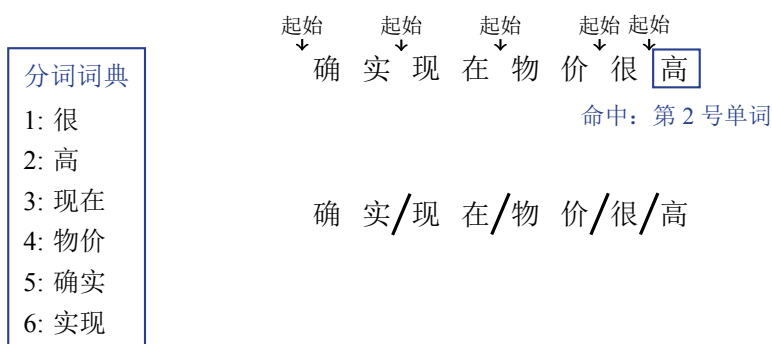 起始 起始 起始 起始 起始
确 实 现 在 物 价 很 高
命中：第 2 号单词
分词词典
1: 很
2: 高
3: 现在
4: 物价
5: 确实
6: 实现
确 实/现 在/物 价/很/高